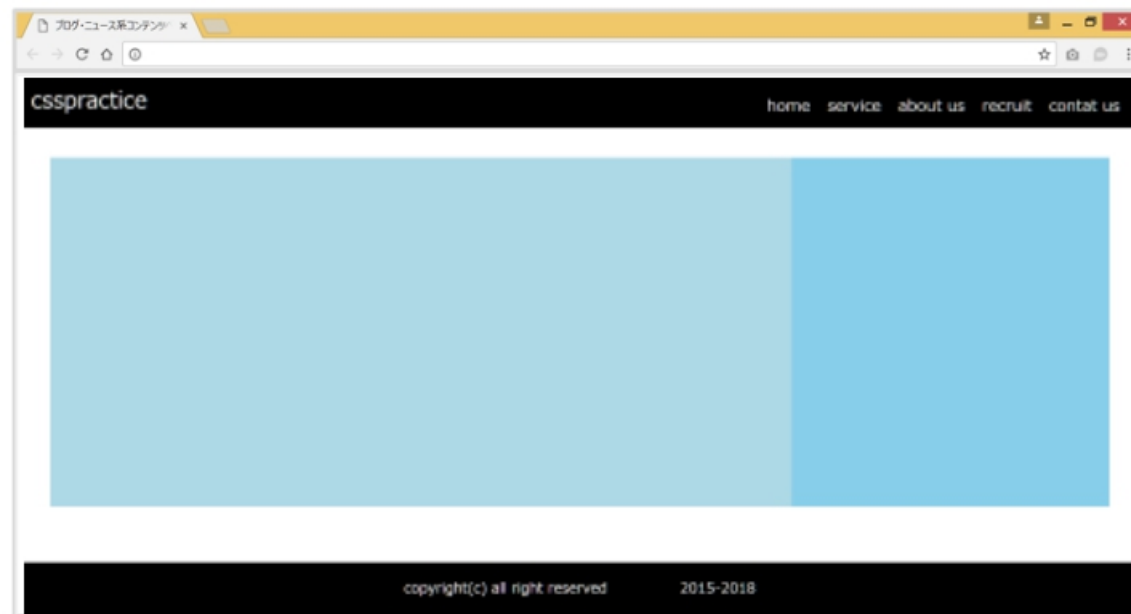 ブログ・ニュース系コンテンツ
csspractice
home service about us recruit contat us
copyright(c) all right reserved 2015-2018